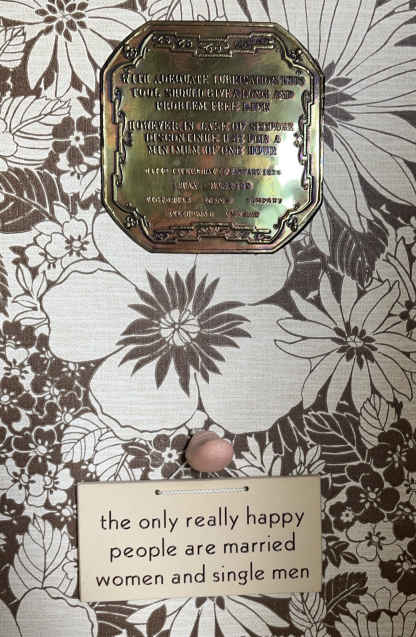 WITH ADEQUATE LUBRICATION THIS
TOOL SHOULD GIVE A LONG AND
PROBLEM FREE LIFE
HOWEVER, IN CASE OF SEIZURE
DISCONTINUE USE FOR A
MINIMUM OF ONE HOUR
COMPANY
the only really happy
people are married
women and single men